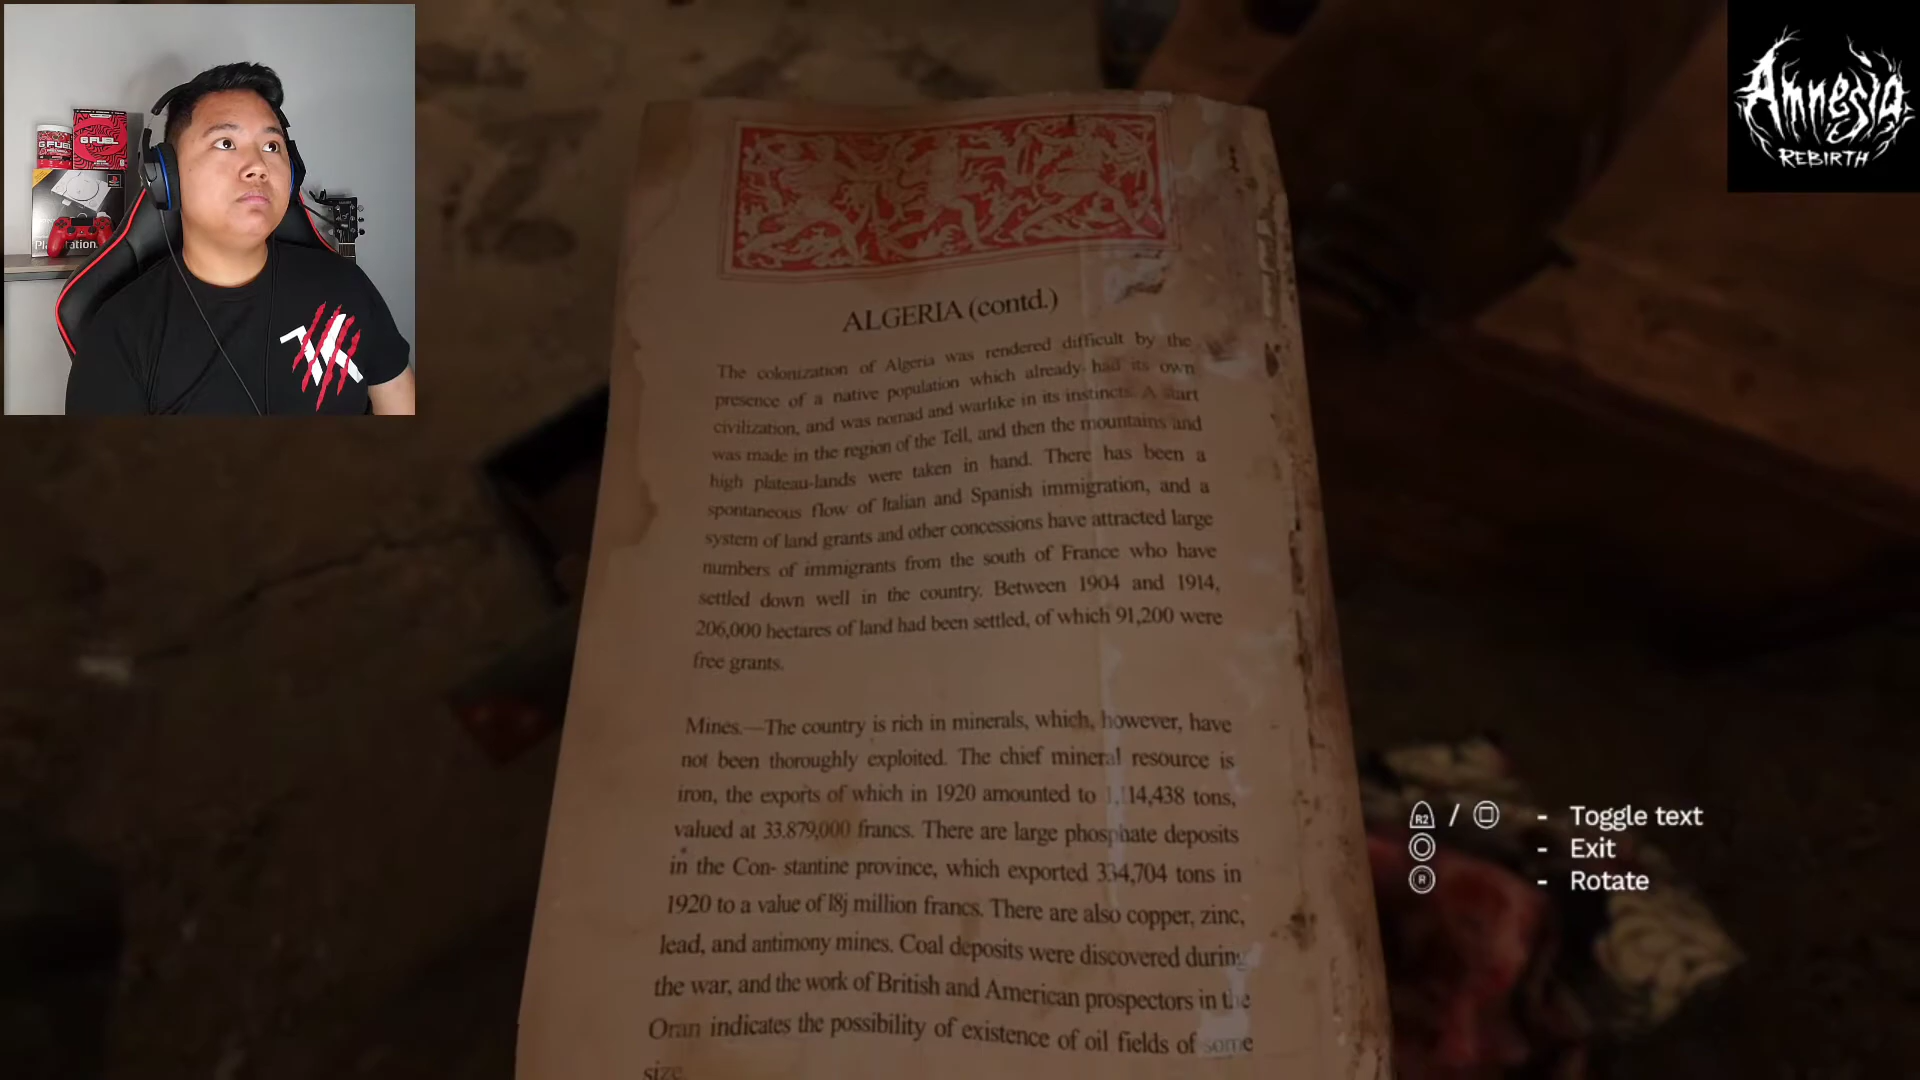 G FUEL
G FUEL
PlayStation
Amnesia
REBIRTH
ALGERIA (contd.)
The colonization of Algeria was rendered difficult by the
presence of a native population which already had its own
civilization, and was nomad and warlike in its instincts. A start
was made in the region of the Tell, and then the mountains and
high plateau-lands were taken in hand. There has been a
spontaneous flow of Italian and Spanish immigration, and a
system of land grants and other concessions have attracted large
numbers of immigrants from the south of France who have
settled down well in the country. Between 1904 and 1914,
206,000 hectares of land had been settled, of which 91,200 were
free grants.
Mines.—The country is rich in minerals, which, however, have
not been thoroughly exploited. The chief mineral resource is
iron, the exports of which in 1920 amounted to 1,114,438 tons,
valued at 33.879,000 francs. There are large phosphate deposits
in the Con- stantine province, which exported 334,704 tons in
1920 to a value of 18j million francs. There are also copper, zinc,
lead, and antimony mines. Coal deposits were discovered during
the war, and the work of British and American prospectors in the
Oran indicates the possibility of existence of oil fields of some
size.
R2 / - Toggle text
- Exit
R - Rotate